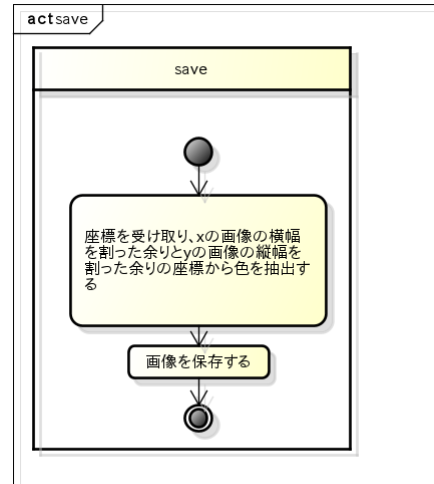 act save
save
座標を受け取り、xの画像の横幅
を割った余りとyの画像の縦幅を
割った余りの座標から色を抽出す
る
画像を保存する